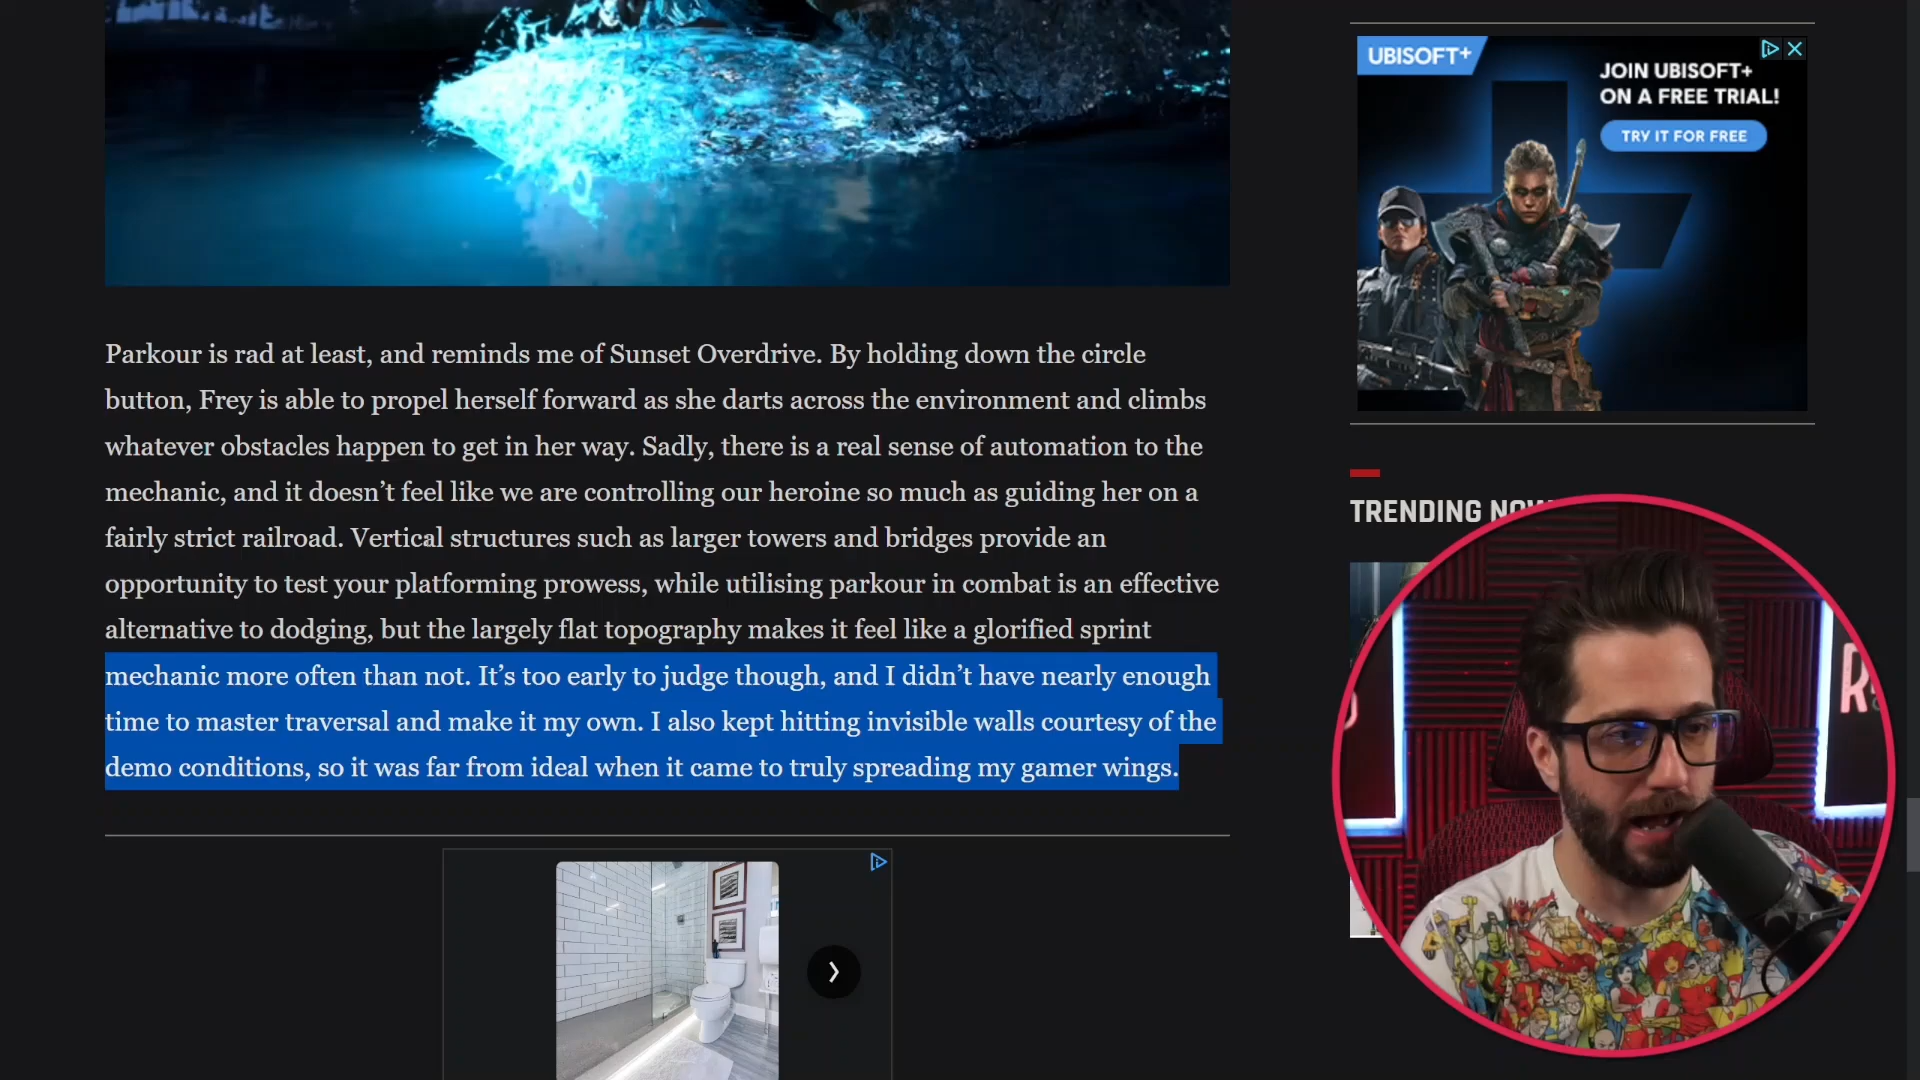 UBISOFT+
JOIN UBISOFT+
ON A FREE TRIAL!
TRY IT FOR FREE
Parkour is rad at least, and reminds me of Sunset Overdrive. By holding down the circle
button, Frey is able to propel herself forward as she darts across the environment and climbs
whatever obstacles happen to get in her way. Sadly, there is a real sense of automation to the
mechanic, and it doesn’t feel like we are controlling our heroine so much as guiding her on a
fairly strict railroad. Vertical structures such as larger towers and bridges provide an
opportunity to test your platforming prowess, while utilising parkour in combat is an effective
alternative to dodging, but the largely flat topography makes it feel like a glorified sprint
mechanic more often than not. It’s too early to judge though, and I didn’t have nearly enough
time to master traversal and make it my own. I also kept hitting invisible walls courtesy of the
demo conditions, so it was far from ideal when it came to truly spreading my gamer wings.
TRENDING NOW